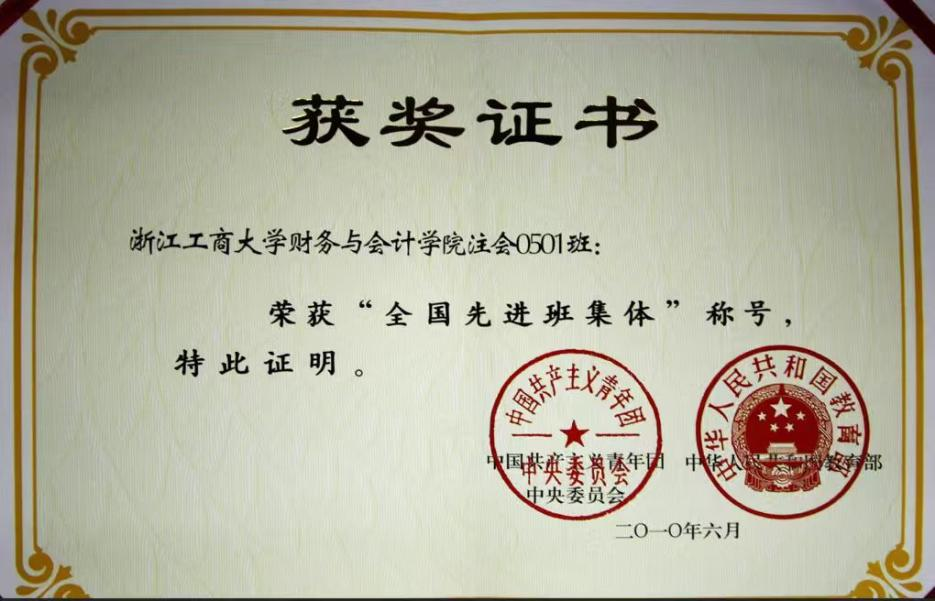 获奖证书
浙江工商大学财务与会计学院注会0501班：
荣获“全国先进班集体”称号，
特此证明。
中国共产主义青年团
中央委员会
中华人民共和国教育部
中国共产主义青年团 中华人民共和国教育部
中央委员会
二〇一〇年六月